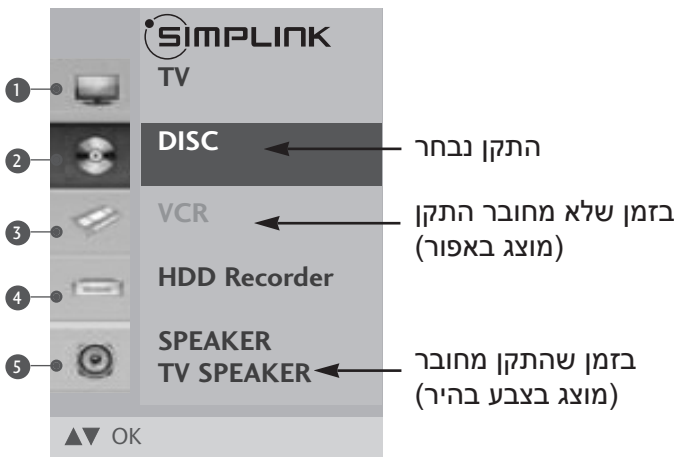 SIMPLINK
1
TV
2
DISC
התקן נבחר
3
VCR
בזמן שלא מחובר התקן
(מוצג באפור)
4
HDD Recorder
5
SPEAKER
TV SPEAKER
בזמן שהתקן מחובר
(מוצג בצבע בהיר)
▲▼ OK